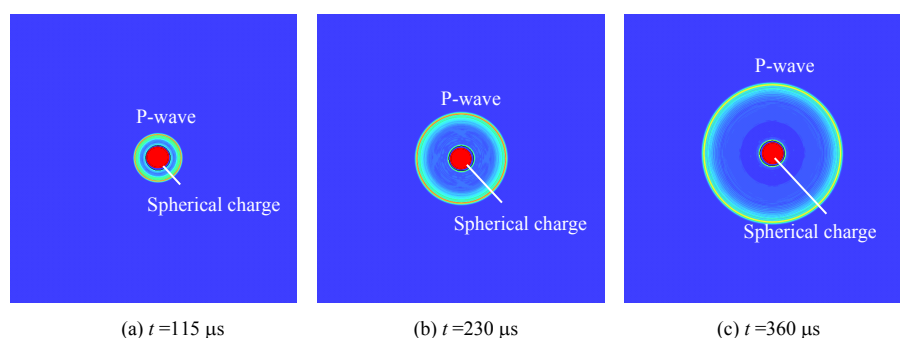 P-wave
Spherical charge
P-wave
Spherical charge
P-wave
Spherical charge
(a) t =115 μs
(b) t =230 μs
(c) t =360 μs